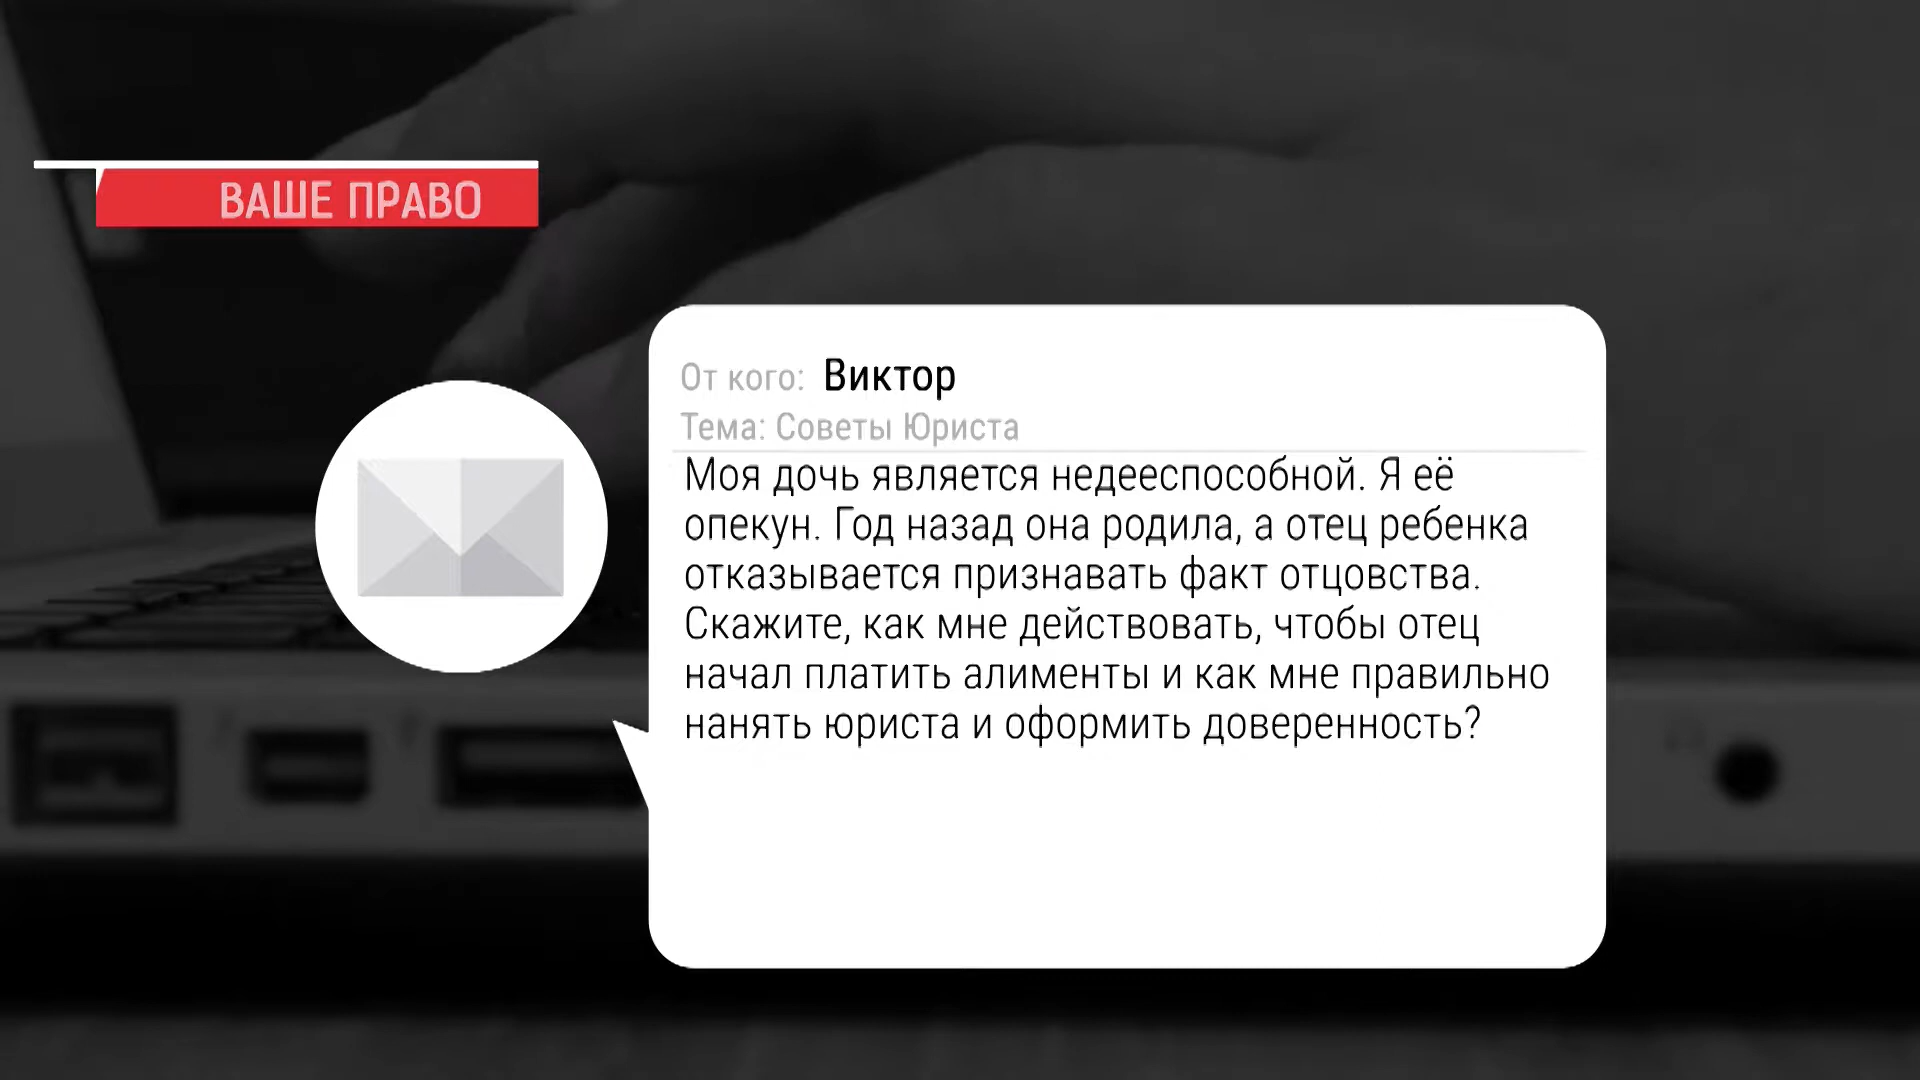 ВАШЕ ПРАВО
От кого: Виктор
Тема: Советы Юриста
Моя дочь является недееспособной. Я её
опекун. Год назад она родила, а отец ребенка
отказывается признавать факт отцовства.
Скажите, как мне действовать, чтобы отец
начал платить алименты и как мне правильно
нанять юриста и оформить доверенность?